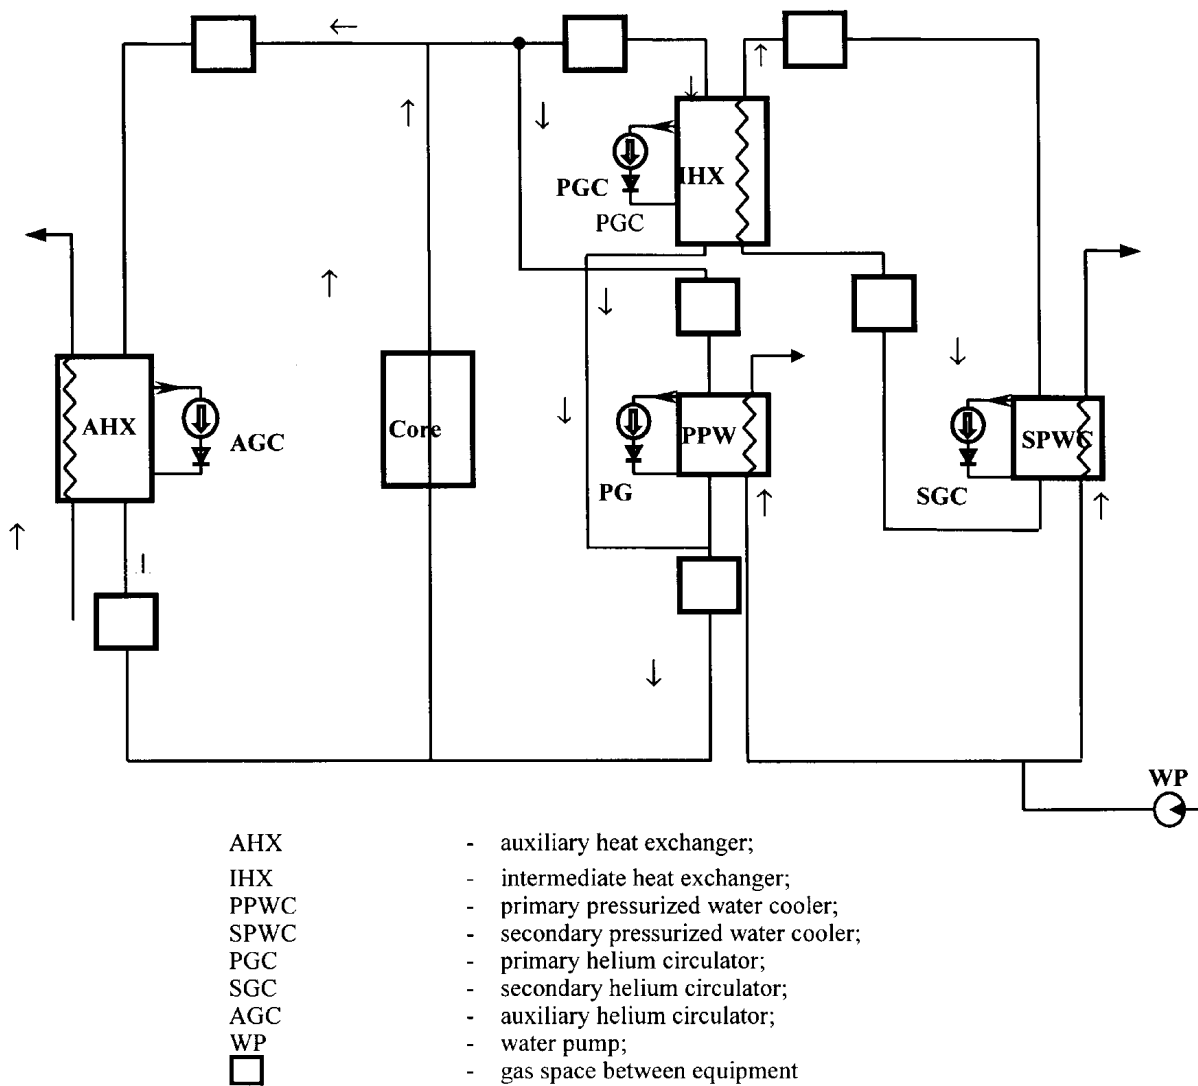 IHX
PGC
PGC
AHX
AGC
Core
PPW
PG
SPWC
SGC
WP
AHX - auxiliary heat exchanger;
IHX - intermediate heat exchanger;
PPWC - primary pressurized water cooler;
SPWC - secondary pressurized water cooler;
PGC - primary helium circulator;
SGC - secondary helium circulator;
AGC - auxiliary helium circulator;
WP - water pump;
- gas space between equipment